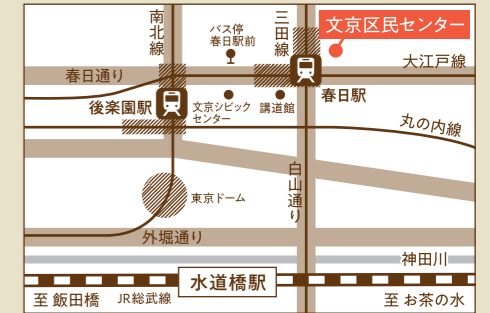 南北線
バス停
春日駅前
三田線
文京区民センター
大江戸線
春日通り
春日駅
後楽園駅
文京シビック
センター
講道館
丸の内線
白山通り
東京ドーム
外堀通り
神田川
水道橋駅
至 飯田橋
JR総武線
至 お茶の水